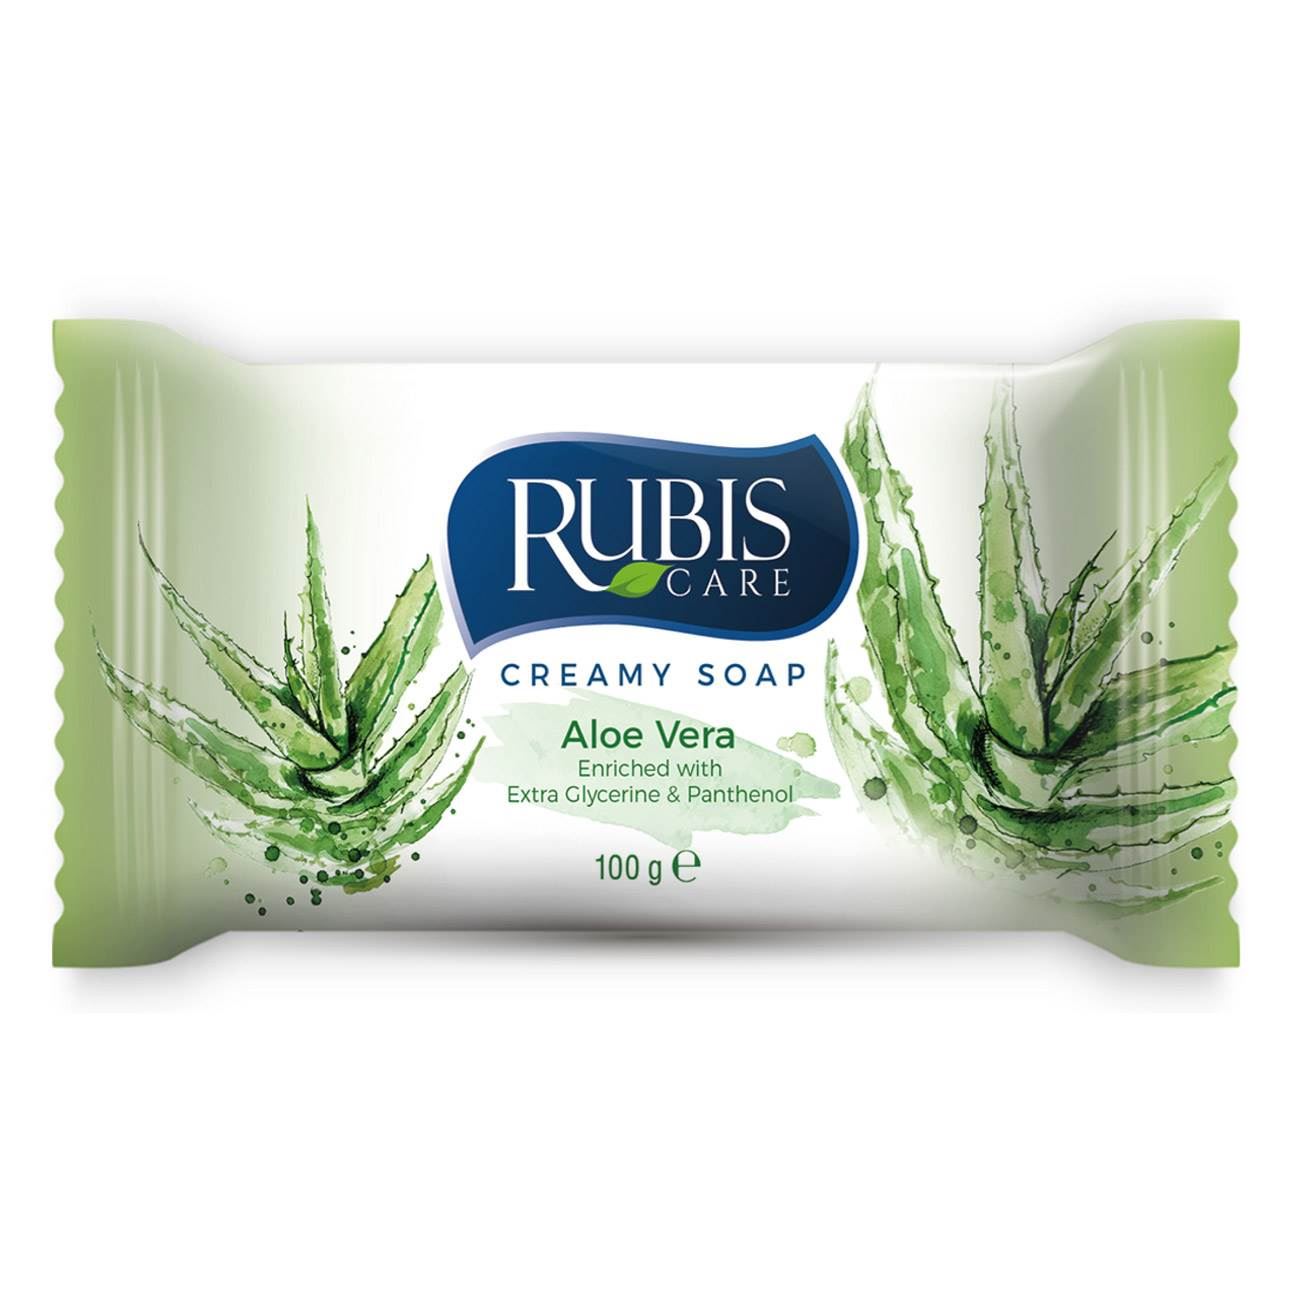 RUBIS
CARE
CREAMY SOAP
Aloe Vera
Enriched with
Extra Glycerine & Panthenol
100 g ℮